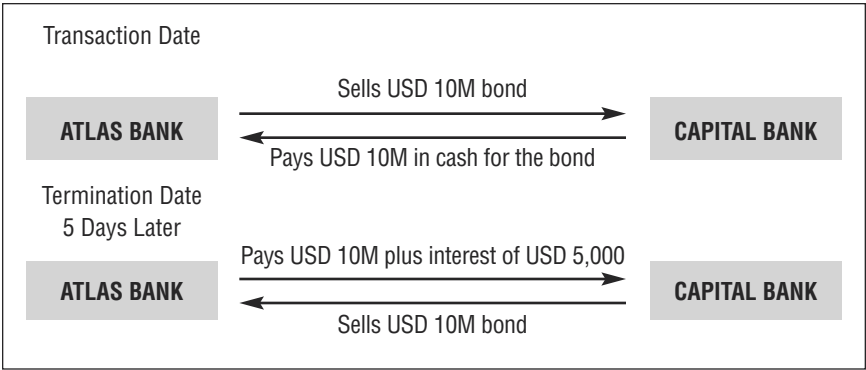 Transaction Date
Sells USD 10M bond
ATLAS BANK
CAPITAL BANK
Pays USD 10M in cash for the bond
Termination Date
5 Days Later
Pays USD 10M plus interest of USD 5,000
ATLAS BANK
CAPITAL BANK
Sells USD 10M bond